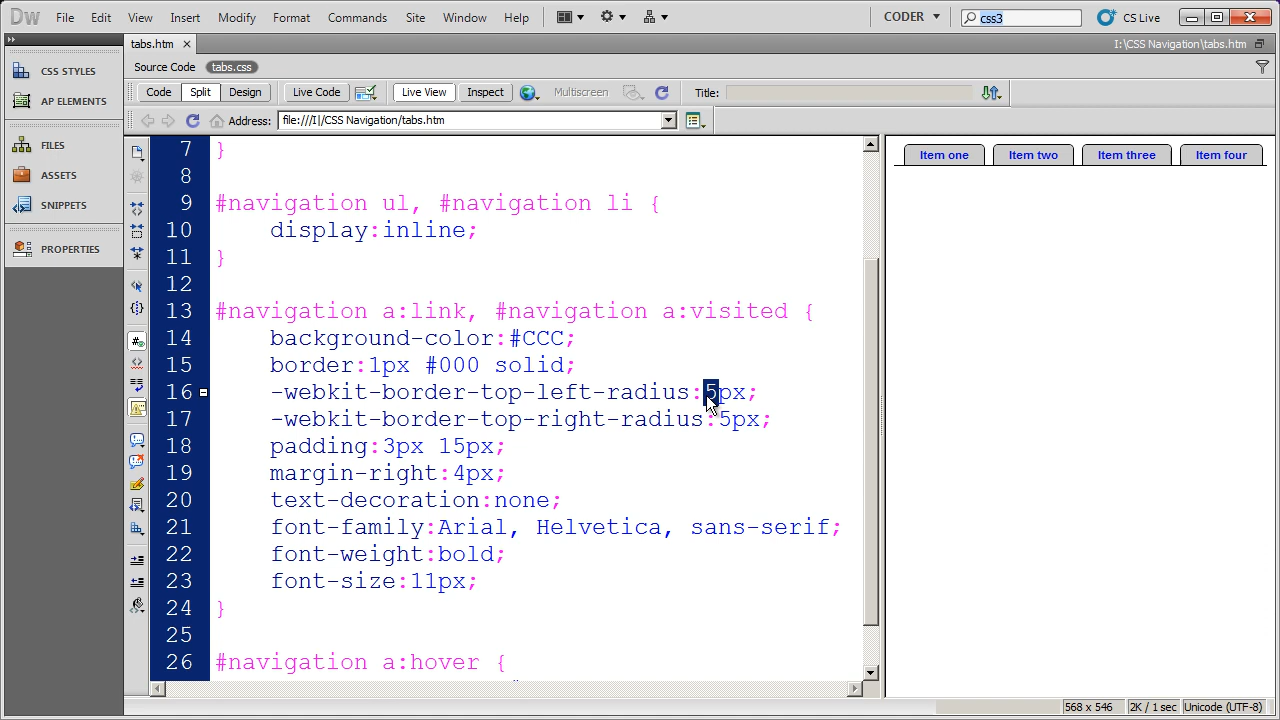 Dw File Edit View Insert Modify Format Commands Site Window Help CODER css3 CS Live
tabs.htm I:\CSS Navigation\tabs.htm
Source Code tabs.css
Code Split Design Live Code Live View Inspect Multiscreen Title:
Address: file:///I|/CSS Navigation/tabs.htm
CSS STYLES
AP ELEMENTS
FILES
ASSETS
SNIPPETS
PROPERTIES
7 }
8
9 #navigation ul, #navigation li {
10 display:inline;
11 }
12
13 #navigation a:link, #navigation a:visited {
14 background-color:#CCC;
15 border:1px #000 solid;
16 -webkit-border-top-left-radius:5px;
17 -webkit-border-top-right-radius:5px;
18 padding:3px 15px;
19 margin-right:4px;
20 text-decoration:none;
21 font-family:Arial, Helvetica, sans-serif;
22 font-weight:bold;
23 font-size:11px;
24 }
25
26 #navigation a:hover {
Item one Item two Item three Item four
568 x 546 2K / 1 sec Unicode (UTF-8)